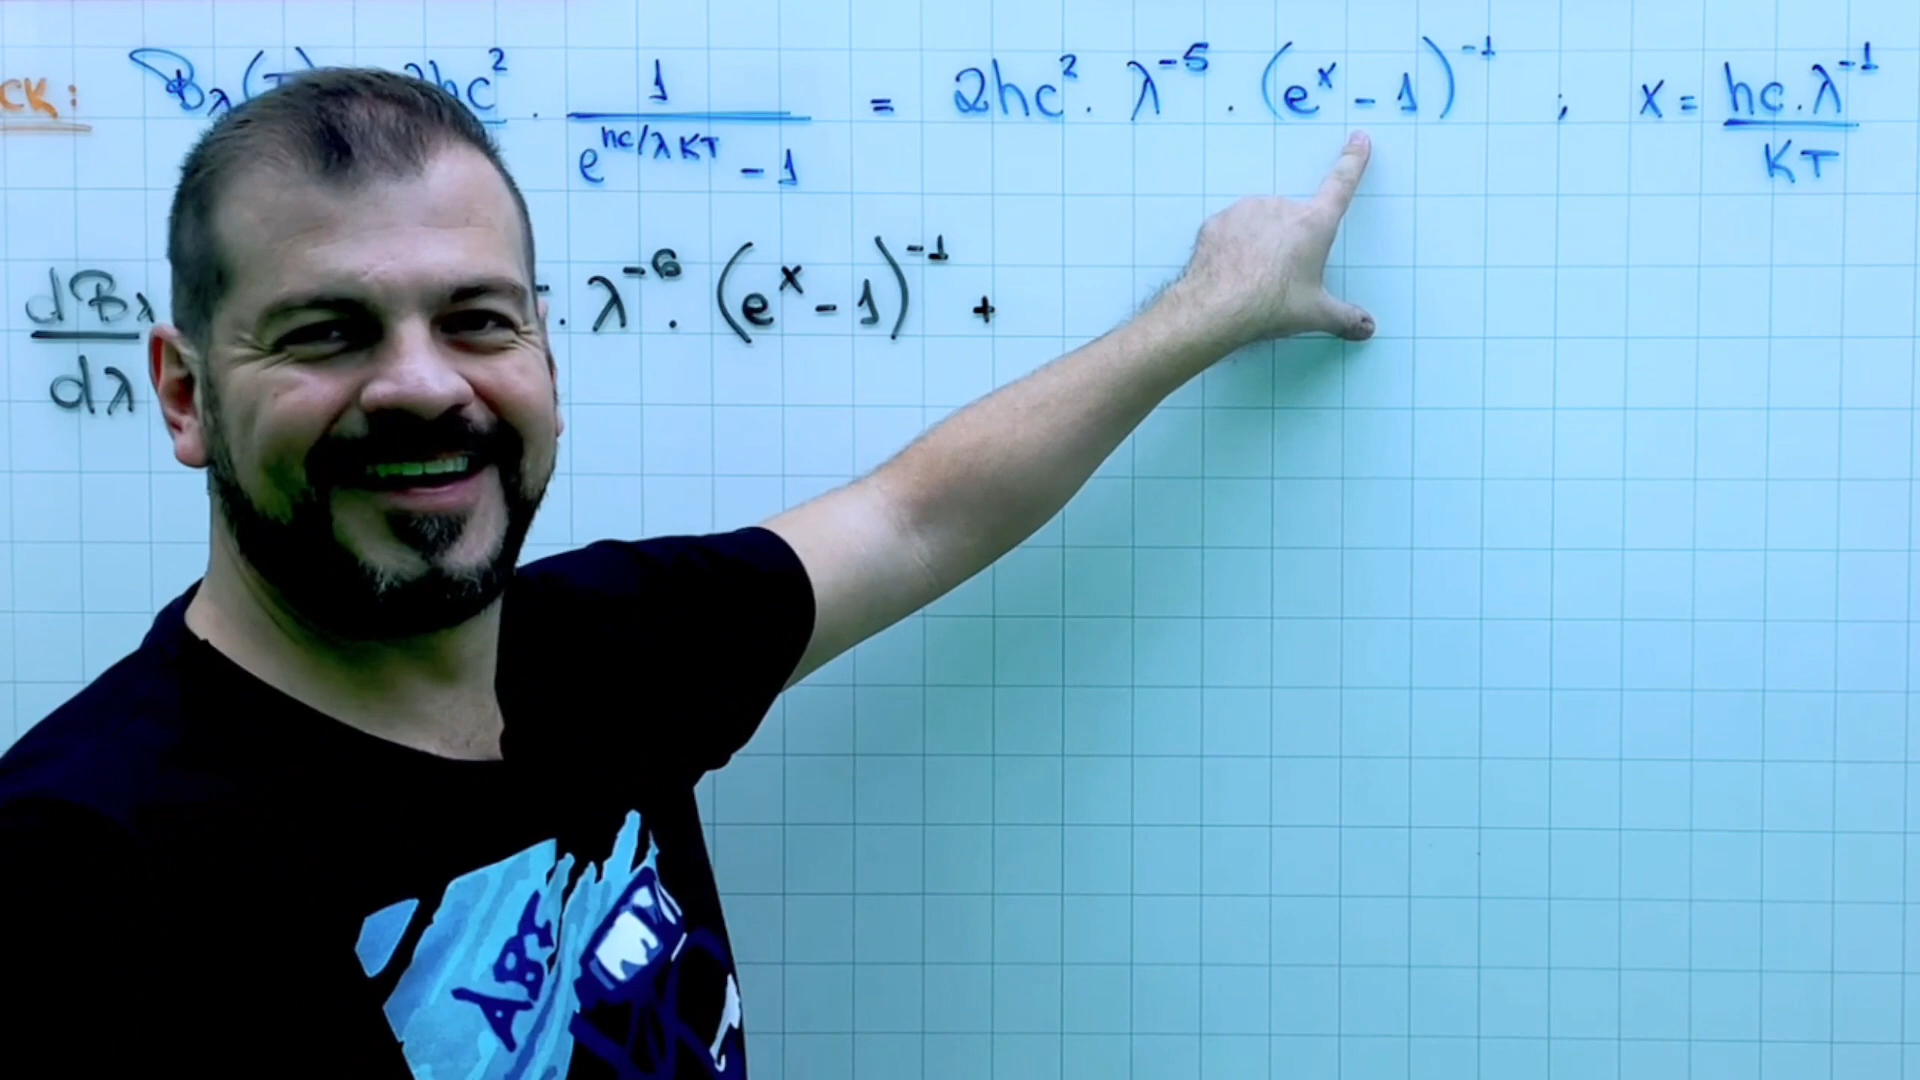 CK: Bλ(T) 2hc² · 1 / (e^(hc/λKT) - 1) = 2hc² · λ⁻⁵ · (eˣ - 1)⁻¹ ; x = hc·λ⁻¹ / KT
dBλ / dλ · λ⁻⁶ · (eˣ - 1)⁻¹ +